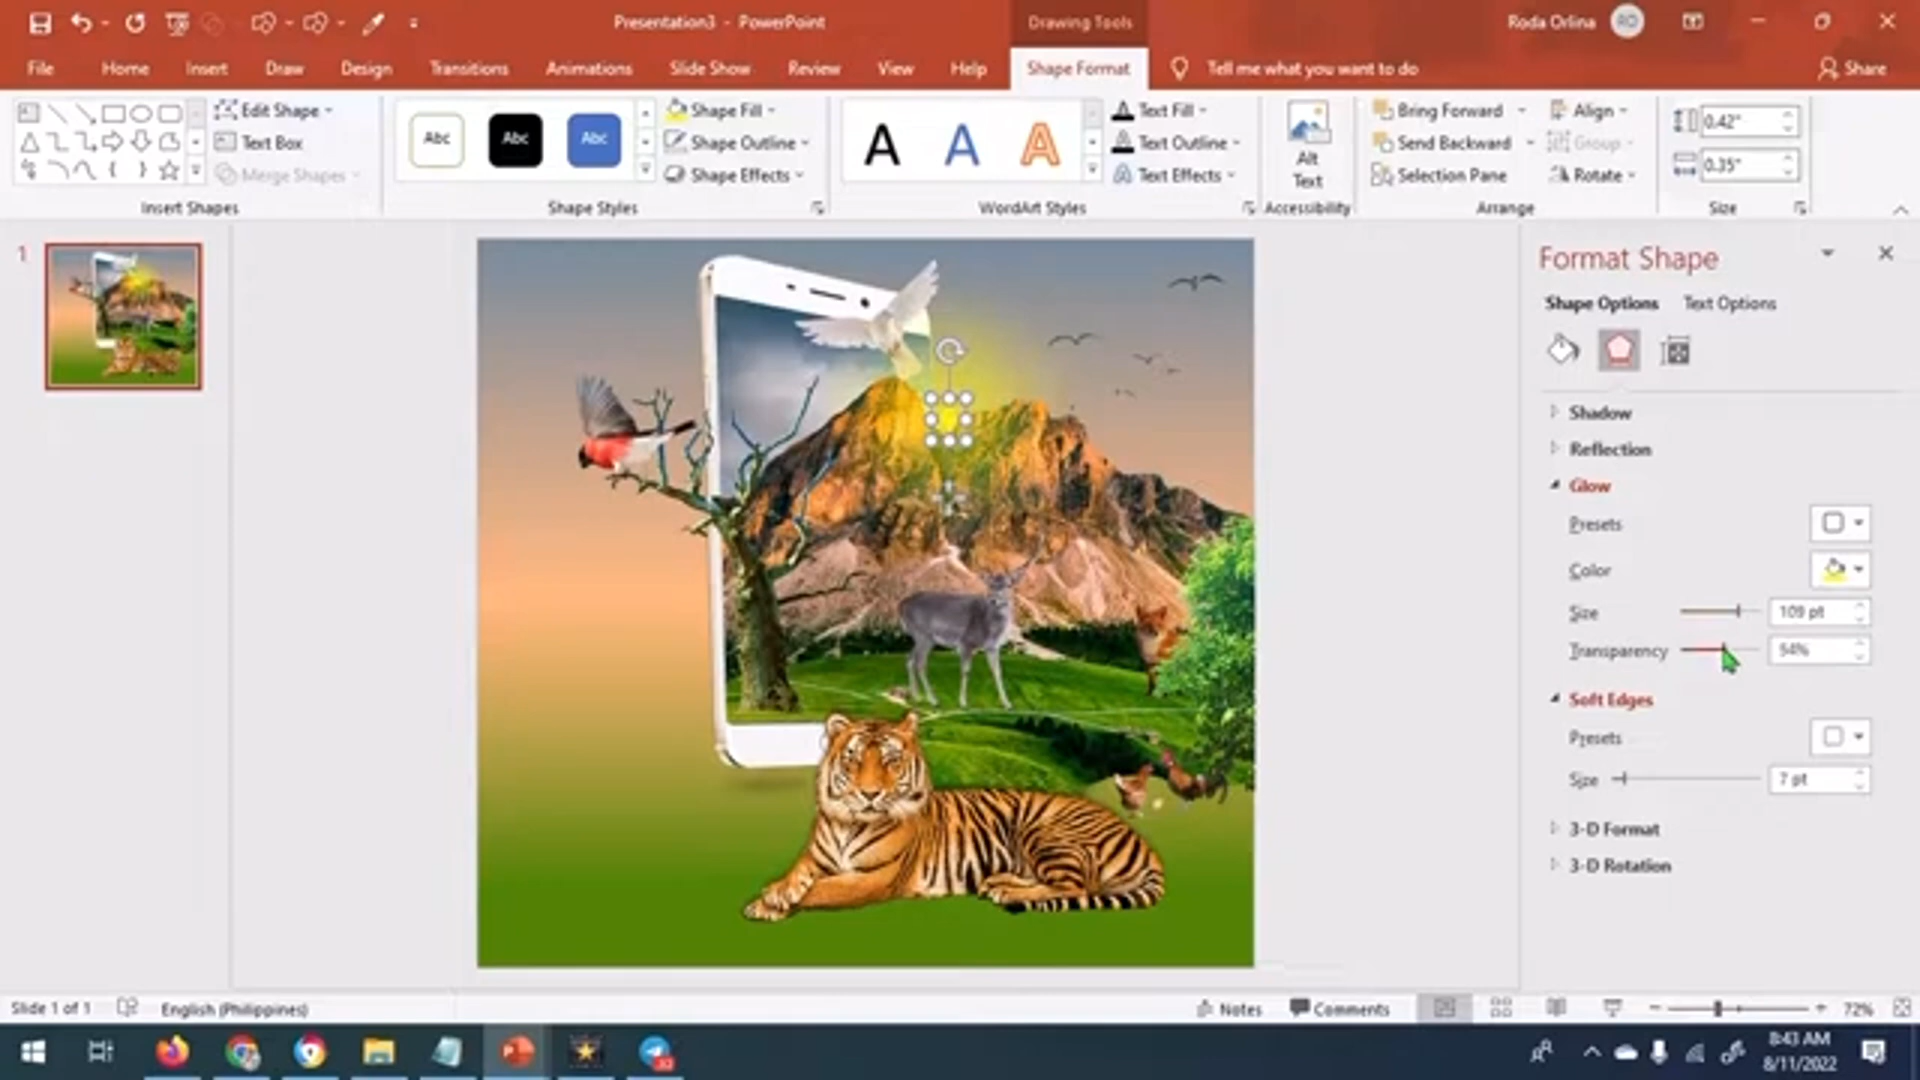 Presentation3 - PowerPoint
Drawing Tools
Roda Orlina
RO
File Home Insert Draw Design Transitions Animations Slide Show Review View Help Shape Format Tell me what you want to do Share
Edit Shape
Text Box
Merge Shapes
Insert Shapes
Abc Abc Abc
Shape Fill
Shape Outline
Shape Effects
Shape Styles
A A A
Text Fill
Text Outline
Text Effects
WordArt Styles
Alt
Text
Accessibility
Bring Forward
Send Backward
Selection Pane
Align
Group
Rotate
Arrange
0.42"
0.35"
Size
1
Format Shape
Shape Options Text Options
Shadow
Reflection
Glow
Presets
Color
Size 109 pt
Transparency 54%
Soft Edges
Presets
Size 7 pt
3-D Format
3-D Rotation
Slide 1 of 1 English (Philippines) Notes Comments 72%
8:43 AM
8/11/2022